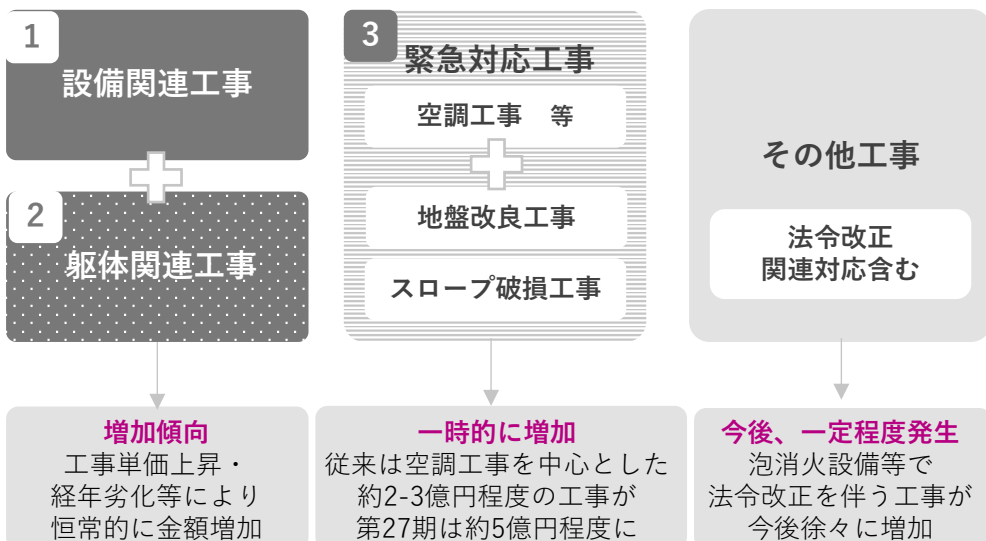 1
設備関連工事
2
躯体関連工事
増加傾向
工事単価上昇・
経年劣化等により
恒常的に金額増加
3
緊急対応工事
空調工事　等
地盤改良工事
スロープ破損工事
一時的に増加
従来は空調工事を中心とした
約2-3億円程度の工事が
第27期は約5億円程度に
その他工事
法令改正
関連対応含む
今後、一定程度発生
泡消火設備等で
法令改正を伴う工事が
今後徐々に増加